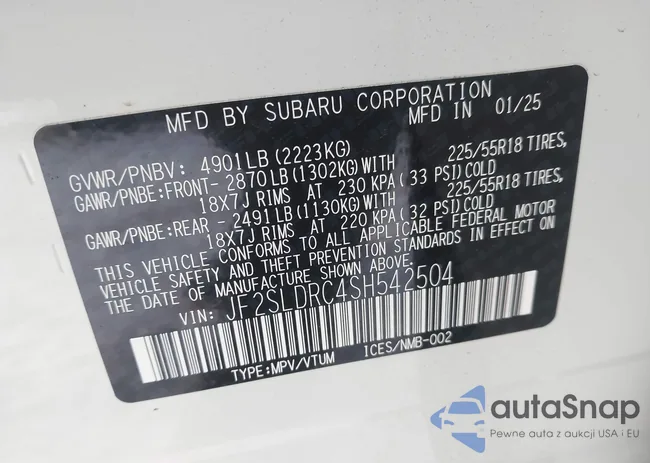 MFD BY SUBARU CORPORATION
MFD IN 01/25
GVWR/PNBV: 4901LB (2223KG)
GAWR/PNBE:FRONT- 2870LB (1302KG)WITH 225/55R18 TIRES,
18X7J RIMS AT 230 KPA (33 PSI)COLD
GAWR/PNBE:REAR - 2491LB (1130KG)WITH 225/55R18 TIRES,
18X7J RIMS AT 220 KPA (32 PSI)COLD
THIS VEHICLE CONFORMS TO ALL APPLICABLE FEDERAL MOTOR
VEHICLE SAFETY AND THEFT PREVENTION STANDARDS IN EFFECT ON
THE DATE OF MANUFACTURE SHOWN ABOVE.
VIN: JF2SLDRC4SH542504
TYPE:MPV/VTUM ICES/NMB-002
autaSnap
Pewne auta z aukcji USA i EU